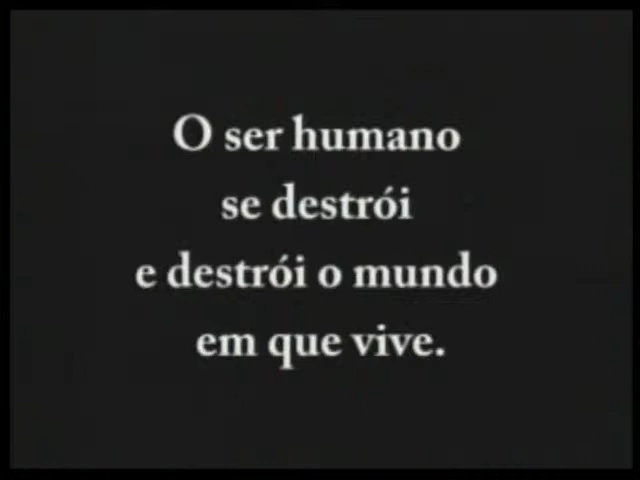 O ser humano
se destrói
e destrói o mundo
em que vive.